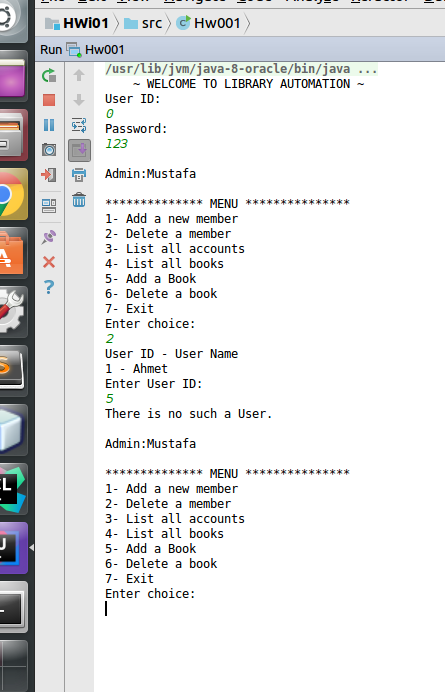 HWi01 src Hw001
Run Hw001
/usr/lib/jvm/java-8-oracle/bin/java ...
~ WELCOME TO LIBRARY AUTOMATION ~
User ID:
0
Password:
123
Admin:Mustafa
************** MENU ***************
1- Add a new member
2- Delete a member
3- List all accounts
4- List all books
5- Add a Book
6- Delete a book
7- Exit
Enter choice:
2
User ID - User Name
1 - Ahmet
Enter User ID:
5
There is no such a User.
Admin:Mustafa
************** MENU ***************
1- Add a new member
2- Delete a member
3- List all accounts
4- List all books
5- Add a Book
6- Delete a book
7- Exit
Enter choice: